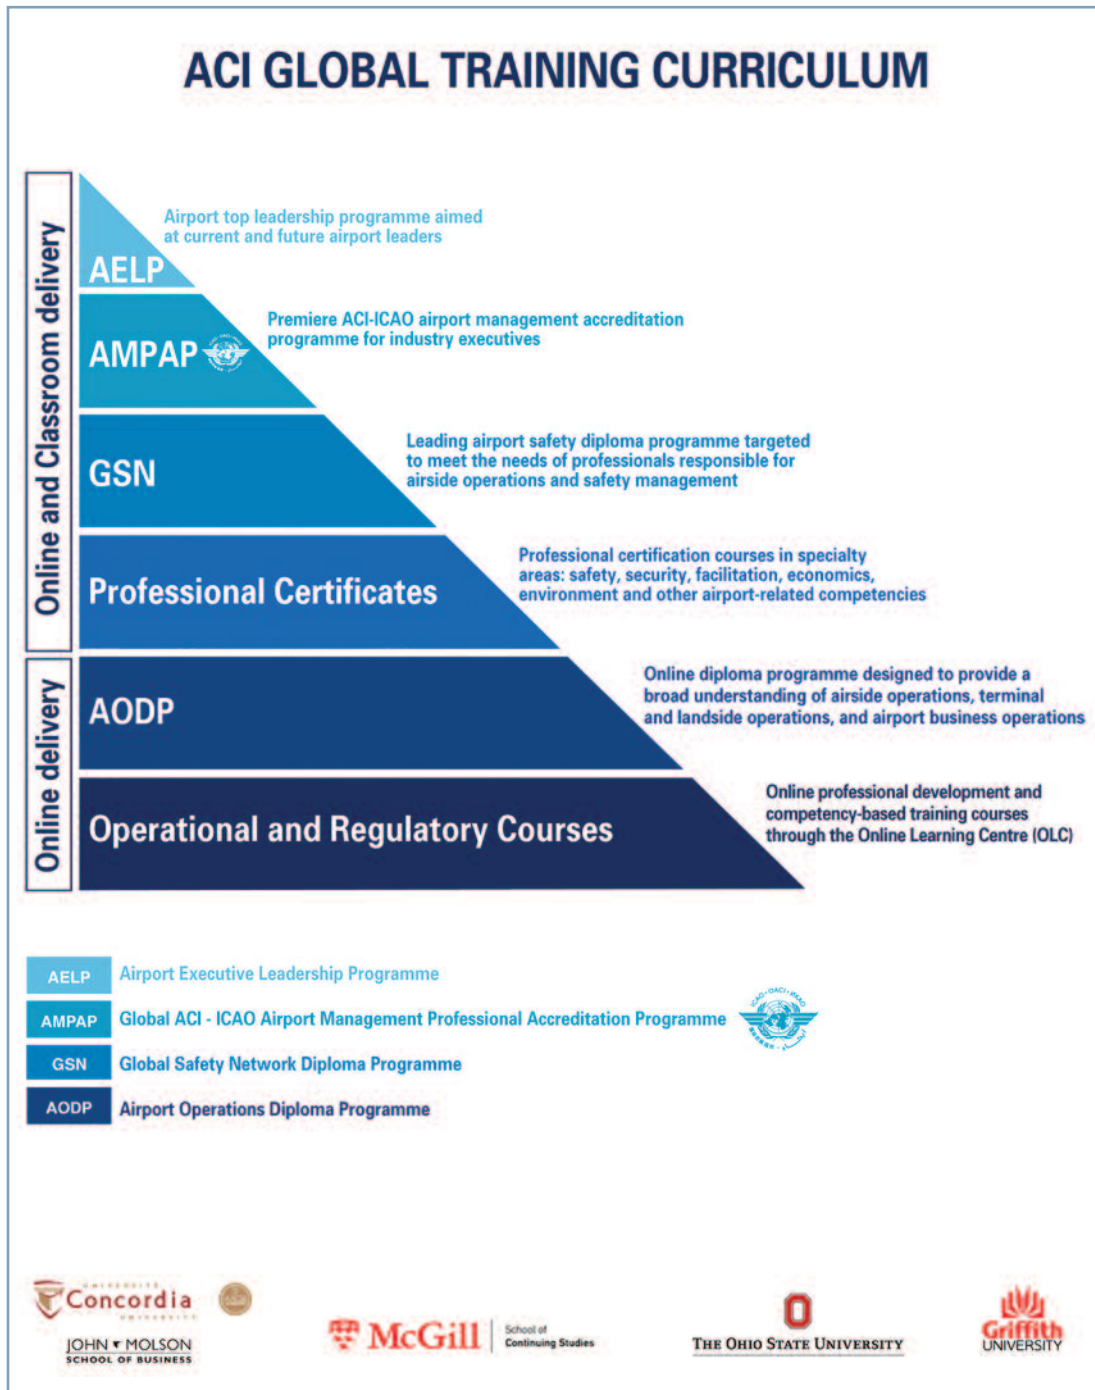 ACI GLOBAL TRAINING CURRICULUM
Online and Classroom delivery
Airport top leadership programme aimed
at current and future airport leaders
AELP
Premiere ACI-ICAO airport management accreditation
programme for industry executives
AMPAP
Leading airport safety diploma programme targeted
to meet the needs of professionals responsible for
airside operations and safety management
GSN
Professional certification courses in specialty
areas: safety, security, facilitation, economics,
environment and other airport-related competencies
Professional Certificates
Online delivery
Online diploma programme designed to provide a
broad understanding of airside operations, terminal
and landside operations, and airport business operations
AODP
Online professional development and
competency-based training courses
through the Online Learning Centre (OLC)
Operational and Regulatory Courses
AELP Airport Executive Leadership Programme
AMPAP Global ACI - ICAO Airport Management Professional Accreditation Programme
ICAO · OACI · ИКАО
GSN Global Safety Network Diploma Programme
AODP Airport Operations Diploma Programme
UNIVERSITÉ
Concordia
UNIVERSITY
JOHN MOLSON
SCHOOL OF BUSINESS
McGill
School of
Continuing Studies
THE OHIO STATE UNIVERSITY
Griffith
UNIVERSITY